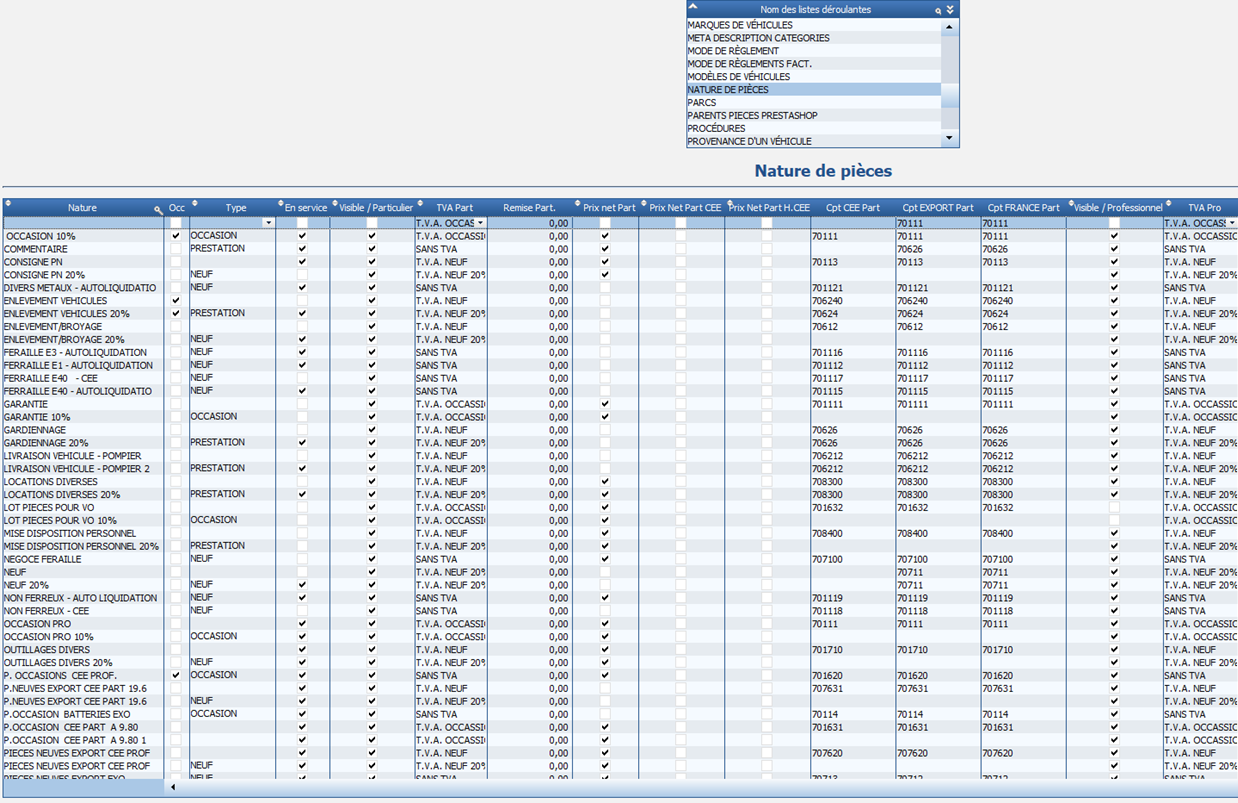 Nom des listes déroulantes
MARQUES DE VÉHICULES
META DESCRIPTION CATEGORIES
MODE DE RÈGLEMENT
MODE DE RÈGLEMENTS FACT.
MODÈLES DE VÉHICULES
NATURE DE PIÈCES
PARCS
PARENTS PIECES PRESTASHOP
PROCÉDURES
PROVENANCE D'UN VÉHICULE
Nature de pièces
Nature Occ Type En service Visible / Particulier TVA Part Remise Part. Prix net Part Prix Net Part CEE Prix Net Part H.CEE Cpt CEE Part Cpt EXPORT Part Cpt FRANCE Part Visible / Professionnel TVA Pro
T.V.A. OCCAS 0,00 70111 70111 T.V.A. OCCASS
OCCASION 10% OCCASION T.V.A. OCCASSI 0,00 70111 70111 70111 T.V.A. OCCASSIC
COMMENTAIRE PRESTATION SANS TVA 0,00 70626 70626 SANS TVA
CONSIGNE PN T.V.A. NEUF 0,00 70113 70113 70113 T.V.A. NEUF
CONSIGNE PN 20% NEUF T.V.A. NEUF 20% 0,00 T.V.A. NEUF 20%
DIVERS METAUX - AUTOLIQUIDATIO NEUF SANS TVA 0,00 701121 701121 701121 SANS TVA
ENLEVEMENT VEHICULES T.V.A. NEUF 0,00 706240 706240 706240 T.V.A. NEUF
ENLEVEMENT VEHICULES 20% PRESTATION T.V.A. NEUF 20% 0,00 70624 70624 70624 T.V.A. NEUF 20%
ENLEVEMENT/BROYAGE T.V.A. NEUF 0,00 70612 70612 70612 T.V.A. NEUF
ENLEVEMENT/BROYAGE 20% NEUF T.V.A. NEUF 20% 0,00 T.V.A. NEUF 20%
FERAILLE E3 - AUTOLIQUIDATION NEUF SANS TVA 0,00 701116 701116 701116 SANS TVA
FERRAILLE E1 - AUTOLIQUIDATION NEUF SANS TVA 0,00 701112 701112 701112 SANS TVA
FERRAILLE E40 - CEE NEUF SANS TVA 0,00 701117 701117 701117 SANS TVA
FERRAILLE E40 - AUTOLIQUIDATIO NEUF SANS TVA 0,00 701115 701115 701115 SANS TVA
GARANTIE T.V.A. OCCASSI 0,00 701111 701111 701111 T.V.A. OCCASSIC
GARANTIE 10% OCCASION T.V.A. OCCASSI 0,00 T.V.A. OCCASSIC
GARDIENNAGE T.V.A. NEUF 0,00 70626 70626 70626 T.V.A. NEUF
GARDIENNAGE 20% PRESTATION T.V.A. NEUF 20% 0,00 70626 70626 70626 T.V.A. NEUF 20%
LIVRAISON VEHICULE - POMPIER T.V.A. NEUF 0,00 706212 706212 706212 T.V.A. NEUF
LIVRAISON VEHICULE - POMPIER 2 PRESTATION T.V.A. NEUF 20% 0,00 706212 706212 706212 T.V.A. NEUF 20%
LOCATIONS DIVERSES T.V.A. NEUF 0,00 708300 708300 708300 T.V.A. NEUF
LOCATIONS DIVERSES 20% PRESTATION T.V.A. NEUF 20% 0,00 708300 708300 708300 T.V.A. NEUF 20%
LOT PIECES POUR VO T.V.A. OCCASSI 0,00 701632 701632 701632 T.V.A. OCCASSIC
LOT PIECES POUR VO 10% OCCASION T.V.A. OCCASSI 0,00 T.V.A. OCCASSIC
MISE DISPOSITION PERSONNEL T.V.A. NEUF 0,00 708400 708400 708400 T.V.A. NEUF
MISE DISPOSITION PERSONNEL 20% PRESTATION T.V.A. NEUF 20% 0,00 T.V.A. NEUF 20%
NEGOCE FERAILLE NEUF SANS TVA 0,00 707100 707100 707100 SANS TVA
NEUF T.V.A. NEUF 20% 0,00 70711 70711 T.V.A. NEUF 20%
NEUF 20% NEUF T.V.A. NEUF 20% 0,00 70711 70711 T.V.A. NEUF 20%
NON FERREUX - AUTO LIQUIDATION NEUF SANS TVA 0,00 701119 701119 701119 SANS TVA
NON FERREUX - CEE NEUF SANS TVA 0,00 701118 701118 701118 SANS TVA
OCCASION PRO T.V.A. OCCASSI 0,00 70111 70111 70111 T.V.A. OCCASSIC
OCCASION PRO 10% OCCASION T.V.A. OCCASSI 0,00 T.V.A. OCCASSIC
OUTILLAGES DIVERS T.V.A. NEUF 0,00 701710 701710 701710 T.V.A. NEUF
OUTILLAGES DIVERS 20% NEUF T.V.A. NEUF 20% 0,00 T.V.A. NEUF 20%
P. OCCASIONS CEE PROF. OCCASION SANS TVA 0,00 701620 701620 701620 SANS TVA
P.NEUVES EXPORT CEE PART 19.6 T.V.A. NEUF 0,00 707631 707631 707631 T.V.A. NEUF
P.NEUVES EXPORT CEE PART 19.6 NEUF T.V.A. NEUF 20% 0,00 T.V.A. NEUF 20%
P.OCCASION BATTERIES EXO OCCASION SANS TVA 0,00 70114 70114 70114 SANS TVA
P.OCCASION CEE PART A 9.80 T.V.A. OCCASSI 0,00 701631 701631 701631 T.V.A. OCCASSIC
P.OCCASION CEE PART A 9.80 1 T.V.A. OCCASSI 0,00 T.V.A. OCCASSIC
PIECES NEUVES EXPORT CEE PROF T.V.A. NEUF 0,00 707620 707620 707620 T.V.A. NEUF
PIECES NEUVES EXPORT CEE PROF NEUF T.V.A. NEUF 20% 0,00 T.V.A. NEUF 20%
PIECES NEUVES EXPORT EXO NEUF SANS TVA 0,00 70713 70713 70713 SANS TVA